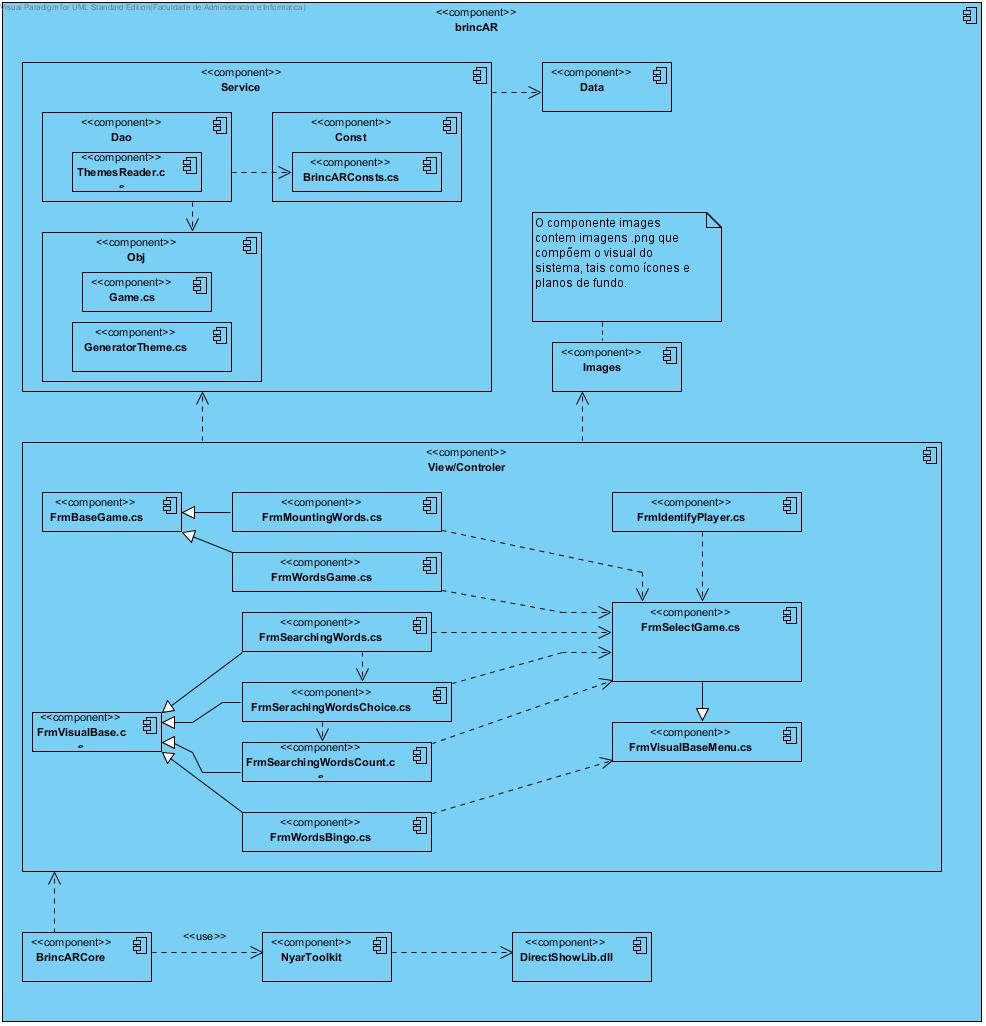 Visual Paradigm for UML Standard Edition(Faculdade de Administracao e Informatica)
<<component>>
brincAR
<<component>>
Service
<<component>>
Data
<<component>>
Dao
<<component>>
ThemesReader.c
<<component>>
Const
<<component>>
BrincARConsts.cs
<<component>>
Obj
<<component>>
Game.cs
<<component>>
GeneratorTheme.cs
O componente images
contem imagens .png que
compõem o visual do
sistema, tais como ícones e
planos de fundo.
<<component>>
Images
<<component>>
View/Controler
<<component>>
FrmBaseGame.cs
<<component>>
FrmMountingWords.cs
<<component>>
FrmIdentifyPlayer.cs
<<component>>
FrmWordsGame.cs
<<component>>
FrmSearchingWords.cs
<<component>>
FrmSelectGame.cs
<<component>>
FrmSerachingWordsChoice.cs
<<component>>
FrmVisualBase.c
<<component>>
FrmSearchingWordsCount.c
<<component>>
FrmVisualBaseMenu.cs
<<component>>
FrmWordsBingo.cs
<<component>>
BrincARCore
<<use>>
<<component>>
NyarToolkit
<<component>>
DirectShowLib.dll